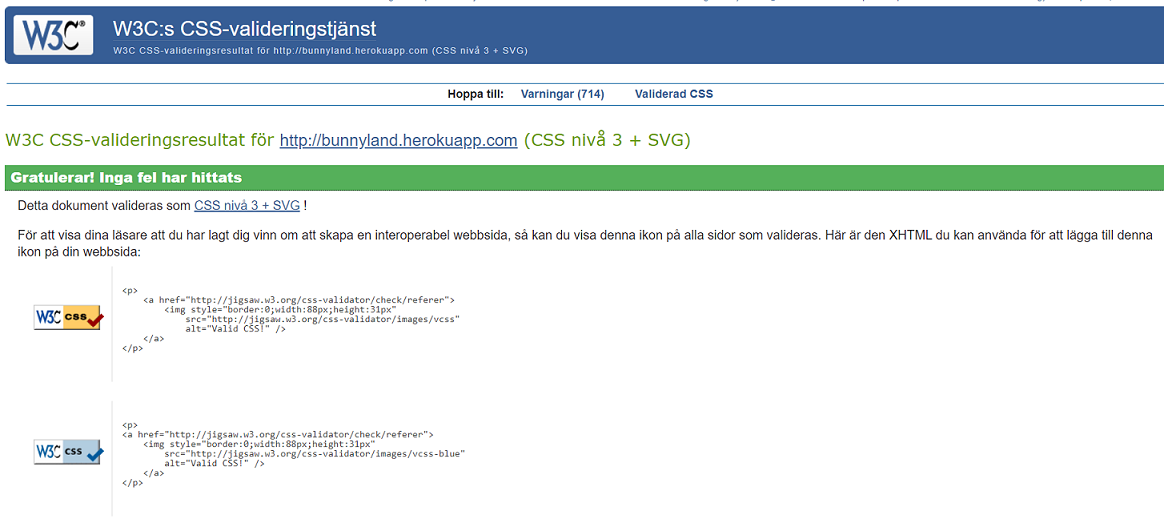 W3C®
W3C:s CSS-valideringstjänst
W3C CSS-valideringsresultat för http://bunnyland.herokuapp.com (CSS nivå 3 + SVG)
Hoppa till: Varningar (714) Validerad CSS
W3C CSS-valideringsresultat för http://bunnyland.herokuapp.com (CSS nivå 3 + SVG)
Gratulerar! Inga fel har hittats
Detta dokument valideras som CSS nivå 3 + SVG !
För att visa dina läsare att du har lagt dig vinn om att skapa en interoperabel webbsida, så kan du visa denna ikon på alla sidor som valideras. Här är den XHTML du kan använda för att lägga till denna
ikon på din webbsida:
W3C css
<p>
    <a href="http://jigsaw.w3.org/css-validator/check/referer">
        <img style="border:0;width:88px;height:31px"
            src="http://jigsaw.w3.org/css-validator/images/vcss"
            alt="Valid CSS!" />
    </a>
</p>
W3C css
<p>
<a href="http://jigsaw.w3.org/css-validator/check/referer">
    <img style="border:0;width:88px;height:31px"
        src="http://jigsaw.w3.org/css-validator/images/vcss-blue"
        alt="Valid CSS!" />
    </a>
</p>